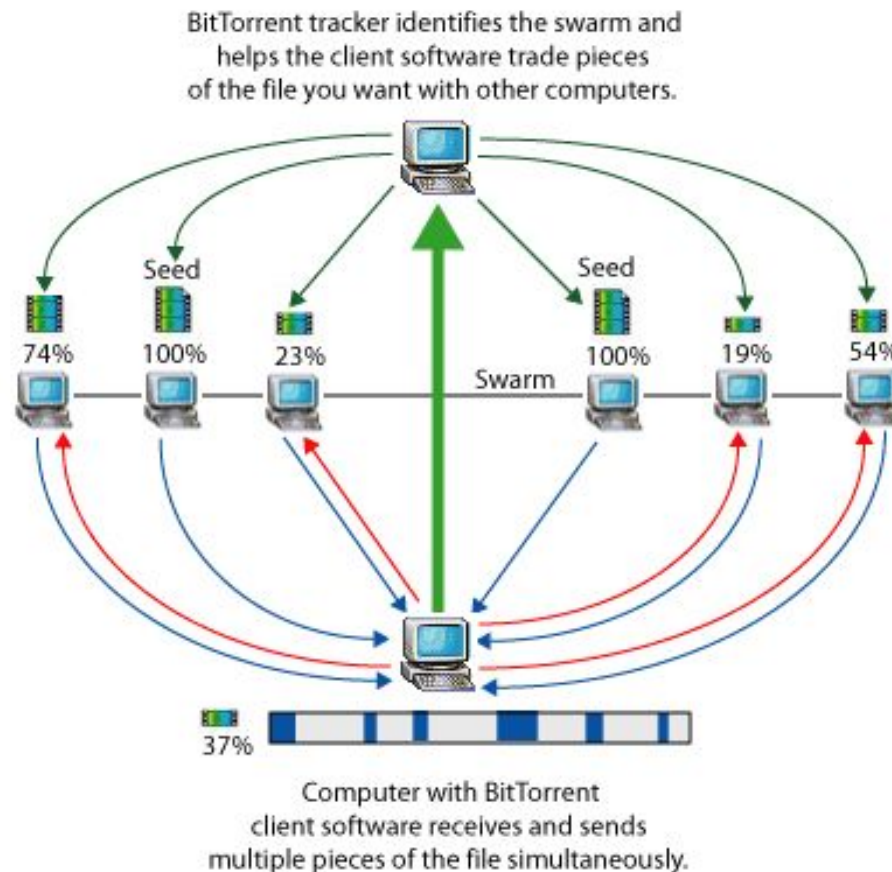 BitTorrent tracker identifies the swarm and
helps the client software trade pieces
of the file you want with other computers.
Seed
Seed
74%
100%
23%
100%
19%
54%
Swarm
37%
Computer with BitTorrent
client software receives and sends
multiple pieces of the file simultaneously.